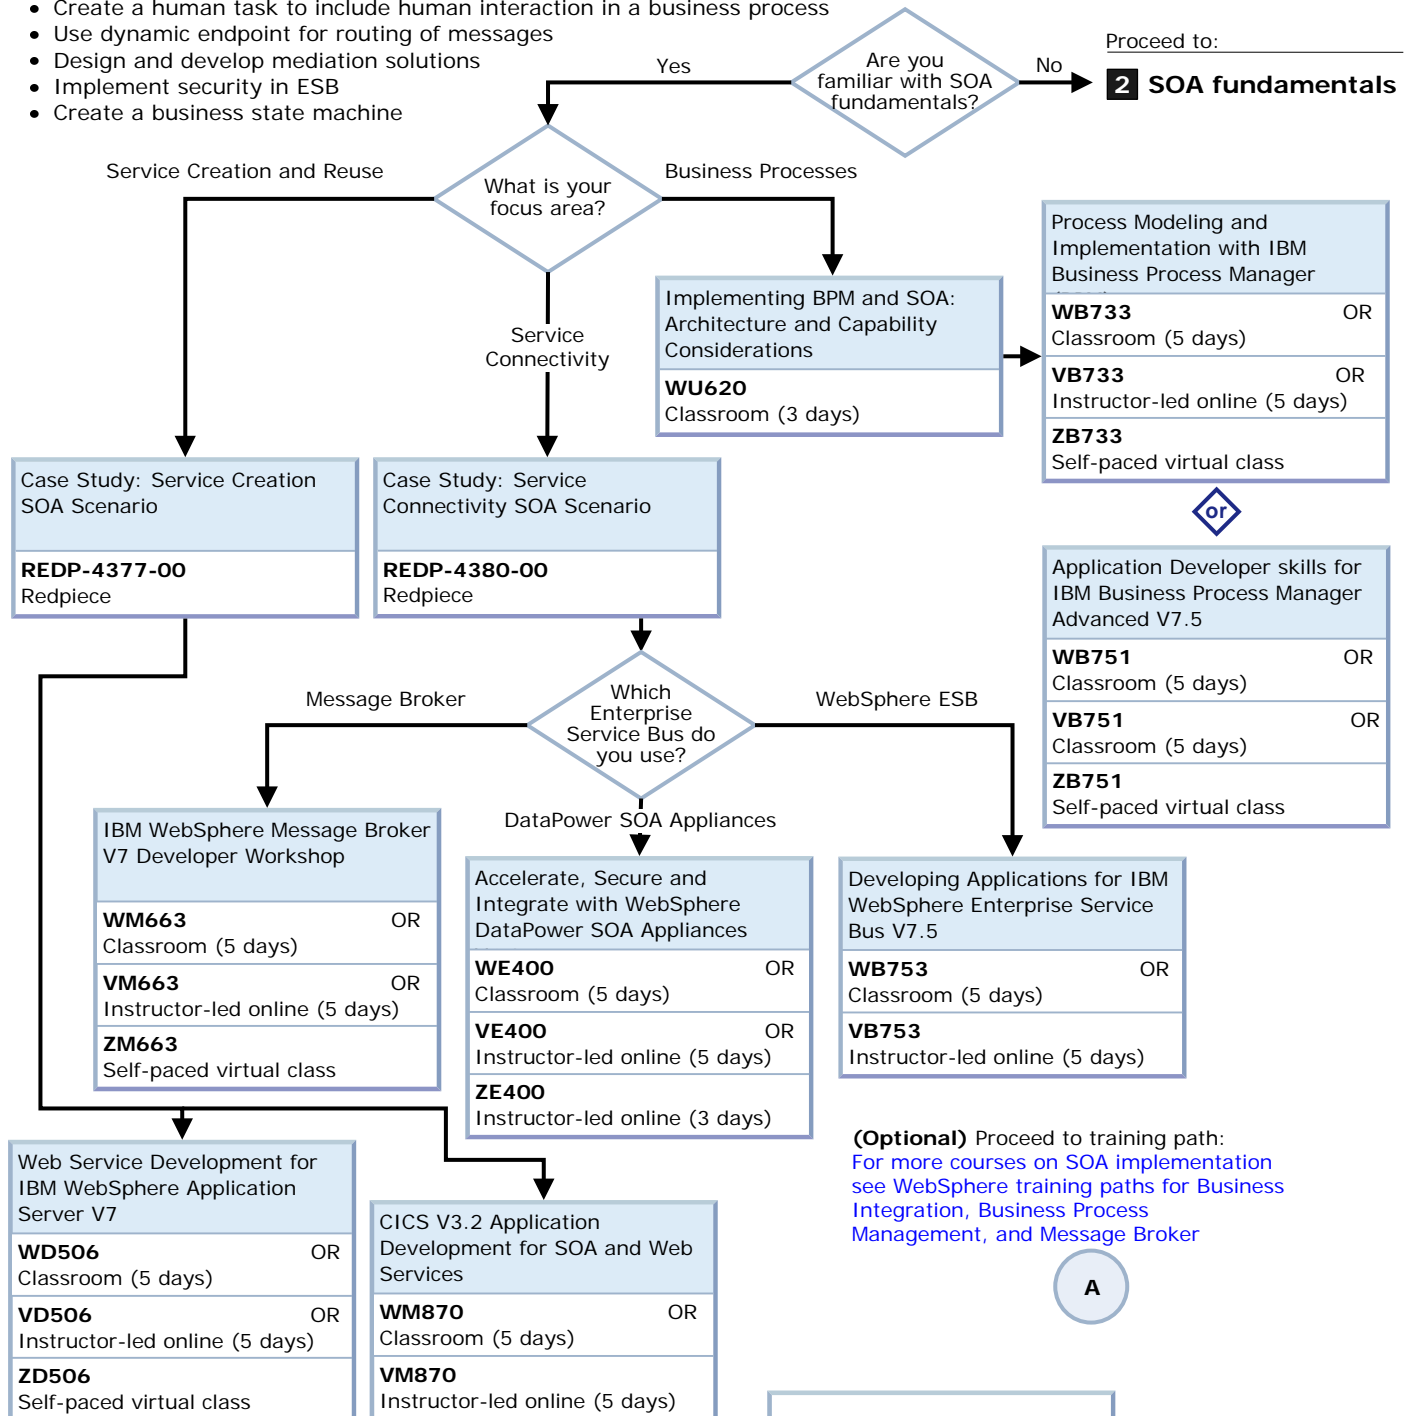 • Create a human task to include human interaction in a business process
• Use dynamic endpoint for routing of messages
• Design and develop mediation solutions
• Implement security in ESB
• Create a business state machine
Are you
familiar with SOA
fundamentals?
Yes
No
Proceed to:
2 SOA fundamentals
What is your
focus area?
Service Creation and Reuse
Business Processes
Service
Connectivity
Implementing BPM and SOA:
Architecture and Capability
Considerations
WU620
Classroom (3 days)
Process Modeling and
Implementation with IBM
Business Process Manager
WB733 OR
Classroom (5 days)
VB733 OR
Instructor-led online (5 days)
ZB733
Self-paced virtual class
or
Application Developer skills for
IBM Business Process Manager
Advanced V7.5
WB751 OR
Classroom (5 days)
VB751 OR
Classroom (5 days)
ZB751
Self-paced virtual class
Case Study: Service Creation
SOA Scenario
REDP-4377-00
Redpiece
Case Study: Service
Connectivity SOA Scenario
REDP-4380-00
Redpiece
Which
Enterprise
Service Bus do
you use?
Message Broker
WebSphere ESB
DataPower SOA Appliances
IBM WebSphere Message Broker
V7 Developer Workshop
WM663 OR
Classroom (5 days)
VM663 OR
Instructor-led online (5 days)
ZM663
Self-paced virtual class
Accelerate, Secure and
Integrate with WebSphere
DataPower SOA Appliances
WE400 OR
Classroom (5 days)
VE400 OR
Instructor-led online (5 days)
ZE400
Instructor-led online (3 days)
Developing Applications for IBM
WebSphere Enterprise Service
Bus V7.5
WB753 OR
Classroom (5 days)
VB753
Instructor-led online (5 days)
(Optional) Proceed to training path:
For more courses on SOA implementation
see WebSphere training paths for Business
Integration, Business Process
Management, and Message Broker
A
Web Service Development for
IBM WebSphere Application
Server V7
WD506 OR
Classroom (5 days)
VD506 OR
Instructor-led online (5 days)
ZD506
Self-paced virtual class
CICS V3.2 Application
Development for SOA and Web
Services
WM870 OR
Classroom (5 days)
VM870
Instructor-led online (5 days)